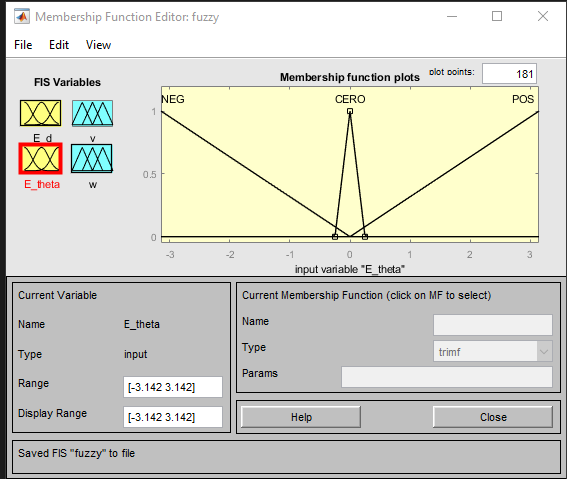 Membership Function Editor: fuzzy
File Edit View
FIS Variables
E_d
v
E_theta
w
Membership function plots
plot points: 181
NEG CERO POS
1
0.5
0
-3 -2 -1 0 1 2 3
input variable "E_theta"
Current Variable
Name E_theta
Type input
Range [-3.142 3.142]
Display Range [-3.142 3.142]
Current Membership Function (click on MF to select)
Name
Type trimf
Params
Help Close
Saved FIS "fuzzy" to file